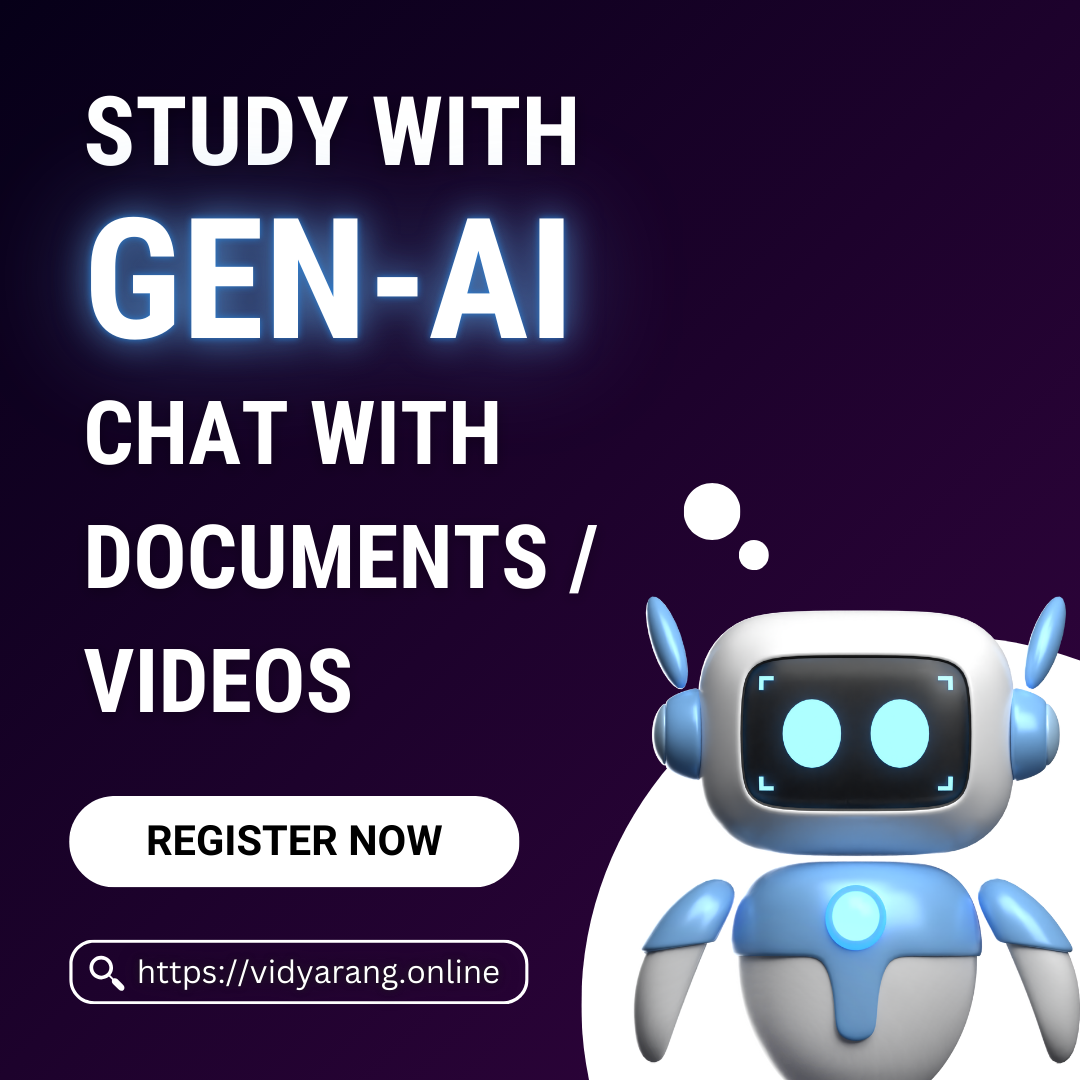 STUDY WITH
GEN-AI
CHAT WITH
DOCUMENTS /
VIDEOS
REGISTER NOW
https://vidyarang.online